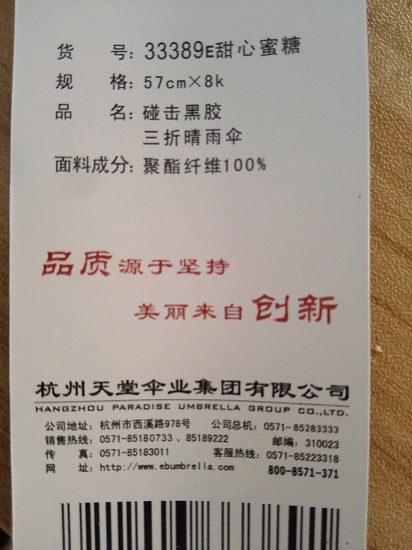 货 号: 33389E甜心蜜糖
规 格: 57cm×8k
品 名: 碰击黑胶
三折晴雨伞
面料成分: 聚酯纤维100%
品质源于坚持
美丽来自创新
杭州天堂伞业集团有限公司
HANGZHOU PARADISE UMBRELLA GROUP CO.,LTD.
公司地址: 杭州市西溪路978号 公司总机: 0571-85283333
销售热线: 0571-85180733、85189222 邮编: 310023
传 真: 0571-85183011 客服热线: 0571-85223318
网 址: http://www.ebumbrella.com 800-8571-371